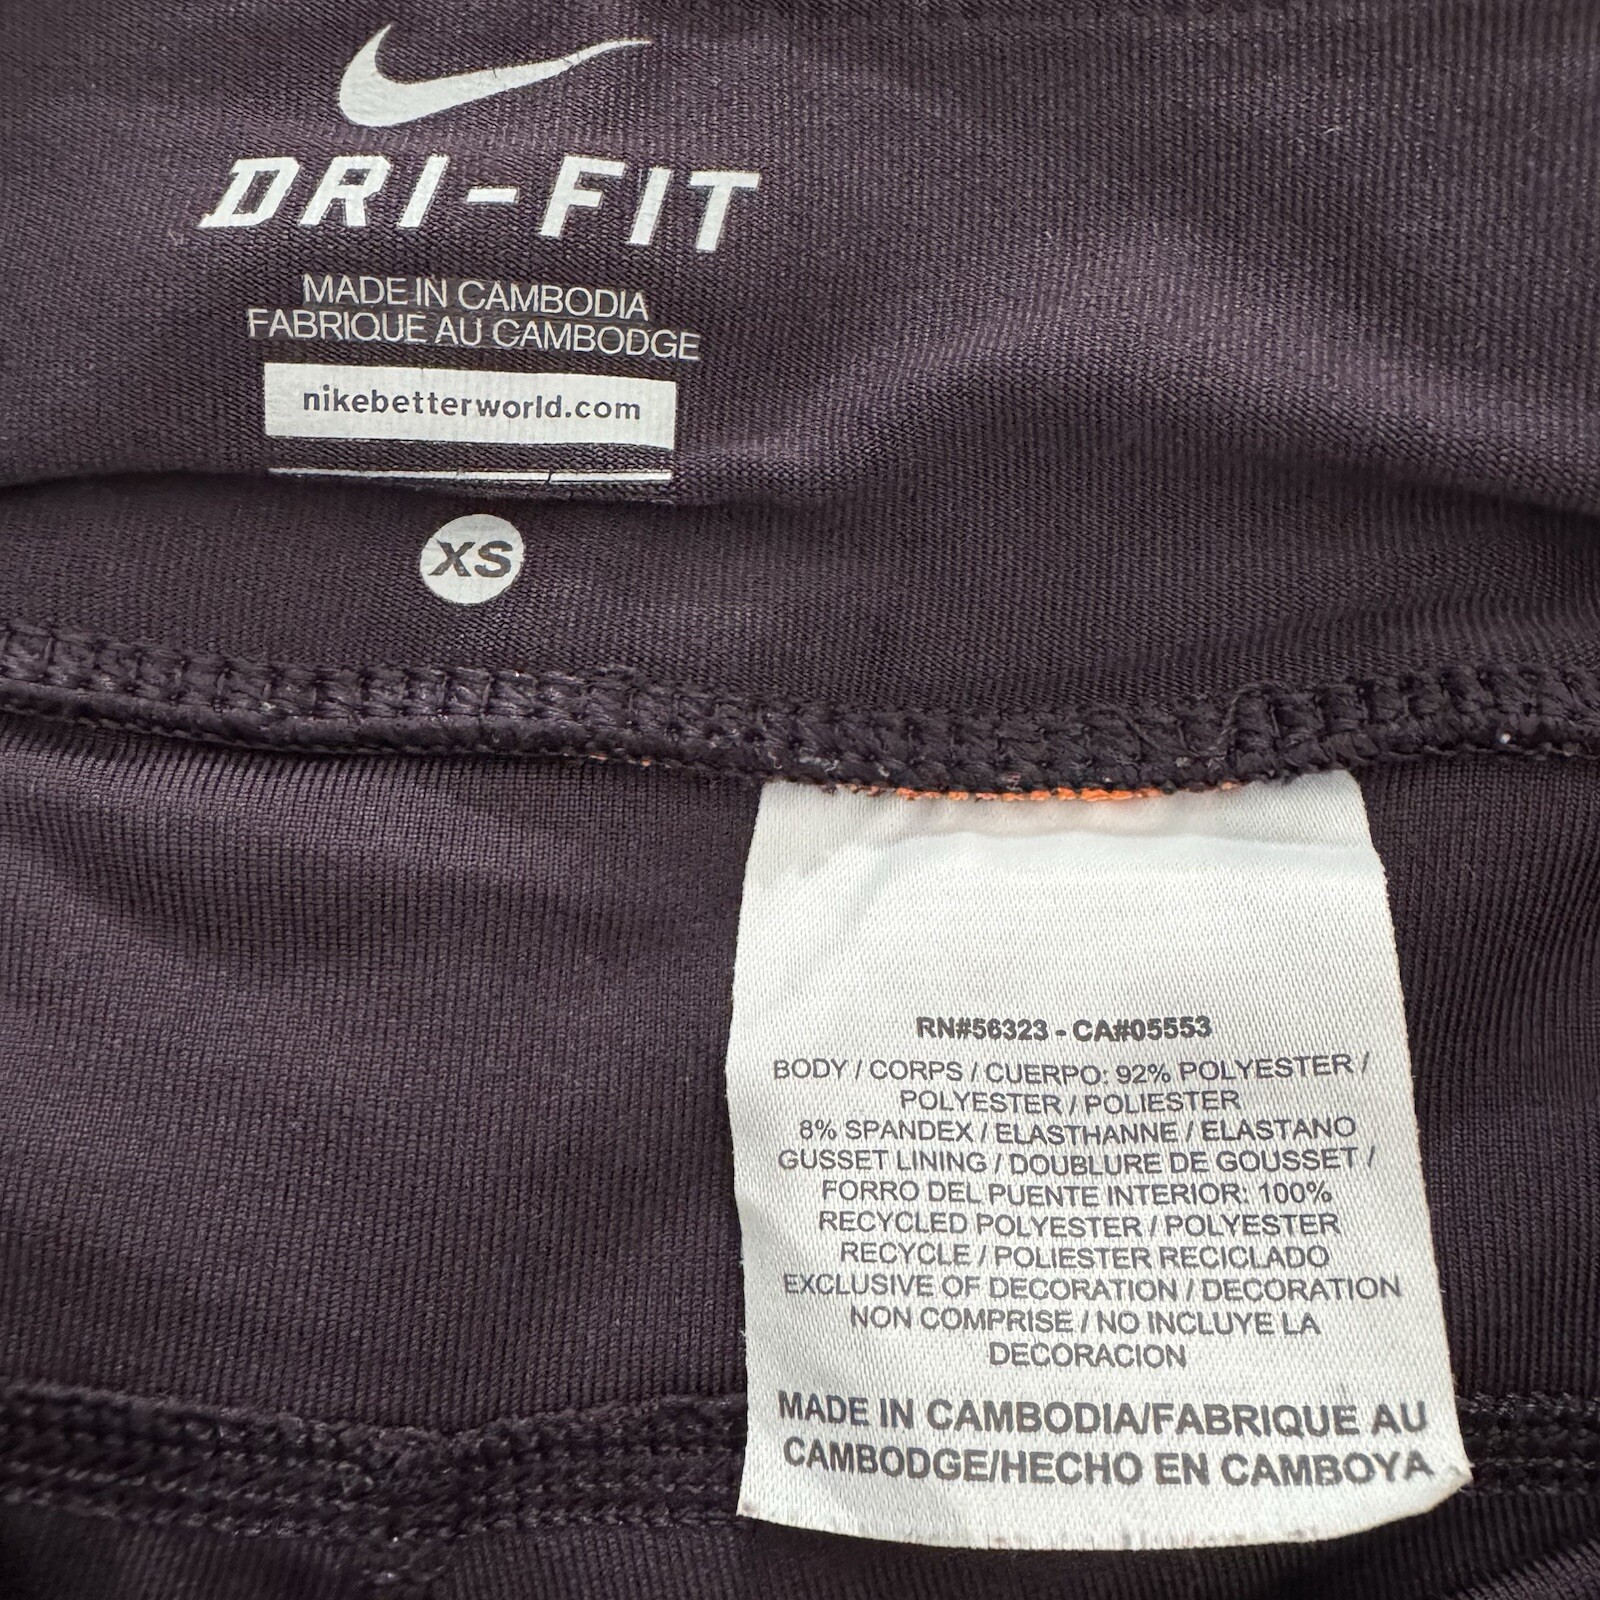 DRI-FIT
MADE IN CAMBODIA
FABRIQUE AU CAMBODGE
nikebetterworld.com
XS
RN#56323 - CA#05553
BODY / CORPS / CUERPO: 92% POLYESTER /
POLYESTER / POLIESTER
8% SPANDEX / ELASTHANNE / ELASTANO
GUSSET LINING / DOUBLURE DE GOUSSET /
FORRO DEL PUENTE INTERIOR: 100%
RECYCLED POLYESTER / POLYESTER
RECYCLE / POLIESTER RECICLADO
EXCLUSIVE OF DECORATION / DECORATION
NON COMPRISE / NO INCLUYE LA
DECORACION
MADE IN CAMBODIA/FABRIQUE AU
CAMBODGE/HECHO EN CAMBOYA